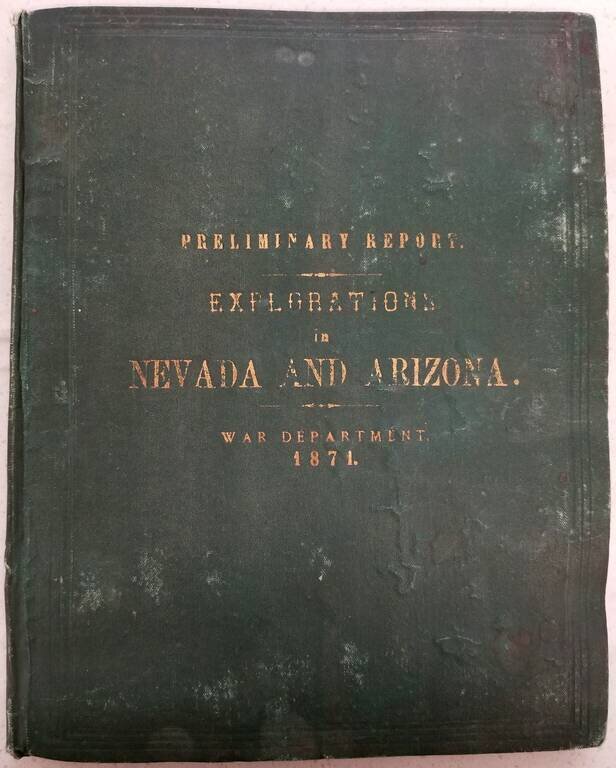 PRELIMINARY REPORT.
EXPLORATIONS
in
NEVADA AND ARIZONA.
WAR DEPARTMENT.
1871.